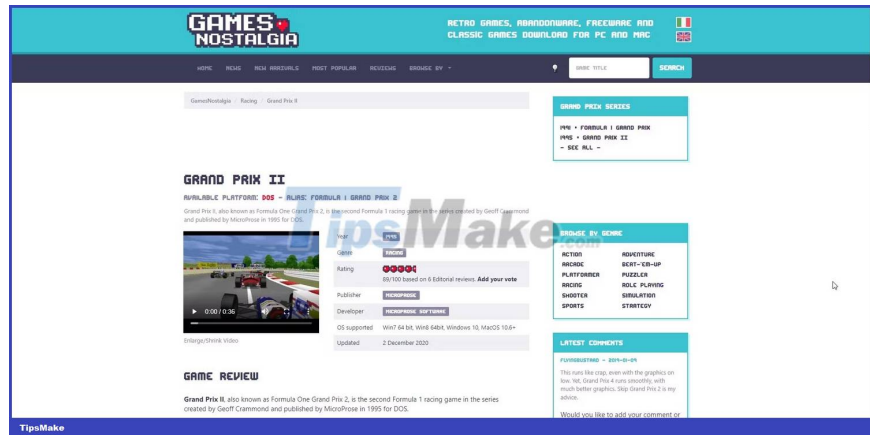 GAMES
NOSTALGIA
RETRO GAMES, ABANDONWARE, FREEWARE AND
CLASSIC GAMES DOWNLOAD FOR PC AND MAC
HOME NEWS NEW ARRIVALS MOST POPULAR REVIEWS BROWSE BY
GAME TITLE
SEARCH
GamesNostalgia / Racing / Grand Prix II
GRAND PRIX II
AVAILABLE PLATFORM: DOS - ALIAS: FORMULA 1 GRAND PRIX 2
Grand Prix II, also known as Formula One Grand Prix 2, is the second Formula 1 racing game in the series created by Geoff Crammond
and published by MicroProse in 1995 for DOS.
0:00 / 0:36
Enlarge/Shrink Video
Year 1995
Genre RACING
Rating
89/100 based on 6 Editorial reviews. Add your vote
Publisher MICROPROSE
Developer MICROPROSE SOFTWARE
OS supported Win7 64 bit, Win8 64bit, Windows 10, MacOS 10.6+
Updated 2 December 2020
GAME REVIEW
Grand Prix II, also known as Formula One Grand Prix 2, is the second Formula 1 racing game in the series
created by Geoff Crammond and published by MicroProse in 1995 for DOS.
GRAND PRIX SERIES
1991 • FORMULA 1 GRAND PRIX
1995 • GRAND PRIX II
- SEE ALL -
BROWSE BY GENRE
ACTION ADVENTURE
ARCADE BEAT-'EM-UP
PLATFORMER PUZZLER
RACING ROLE PLAYING
SHOOTER SIMULATION
SPORTS STRATEGY
LATEST COMMENTS
FLYINGBUSTARD - 2024-01-09
This runs like crap, even with the graphics on
low. Yet, Grand Prix 4 runs smoothly, with
much better graphics. Skip Grand Prix 2 is my
advice.
Would you like to add your comment or
TipsMake.com
TipsMake